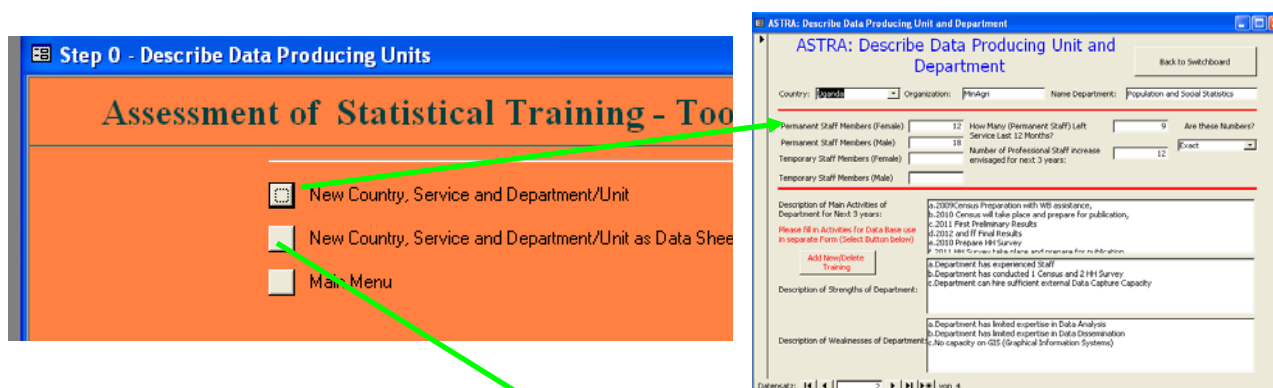 Step 0 - Describe Data Producing Units
Assessment of Statistical Training - Too
New Country, Service and Department/Unit
New Country, Service and Department/Unit as Data Shee
Main Menu
ASTRA: Describe Data Producing Unit and Department
ASTRA: Describe Data Producing Unit and
Department
Back to Switchboard
Country: Uganda Organization: MinAgri Name Department: Population and Social Statistics
Permanent Staff Members (Female) 12
Permanent Staff Members (Male) 18
Temporary Staff Members (Female)
Temporary Staff Members (Male)
How Many (Permanent Staff) Left
Service Last 12 Months? 9
Number of Professional Staff increase
envisaged for next 3 years: 12
Are these Numbers?
Exact
Description of Main Activities of
Department for Next 3 years:
Please fill in Activities for Data Base use
in separate Form (Select Button below)
Add New/Delete
Training
a.2009Census Preparation with WB assistance,
b.2010 Census will take place and prepare for publication,
c.2011 First Preliminary Results
d.2012 and ff Final Results
e.2010 Prepare HH Survey
f.2011 HH Survey take place and prepare for publication
Description of Strengths of Department:
a.Department has experienced Staff
b.Department has conducted 1 Census and 2 HH Survey
c.Department can hire sufficient external Data Capture Capacity
Description of Weaknesses of Department:
a.Department has limited expertise in Data Analysis
b.Department has limited expertise in Data Dissemination
c.No capacity on GIS (Graphical Information Systems)
Datensatz: 2 von 4